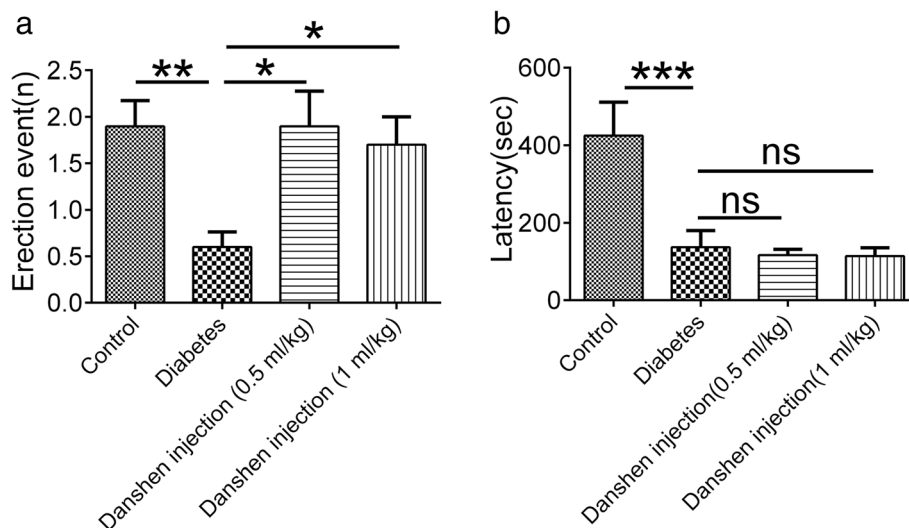 a
Erection event(n)
2.5
2.0
1.5
1.0
0.5
0.0
**
*
*
Control
Diabetes
Danshen injection (0.5 ml/kg)
Danshen injection (1 ml/kg)
b
Latency(sec)
600
400
200
0
***
ns
ns
Control
Diabetes
Danshen injection(0.5 ml/kg)
Danshen injection(1 ml/kg)